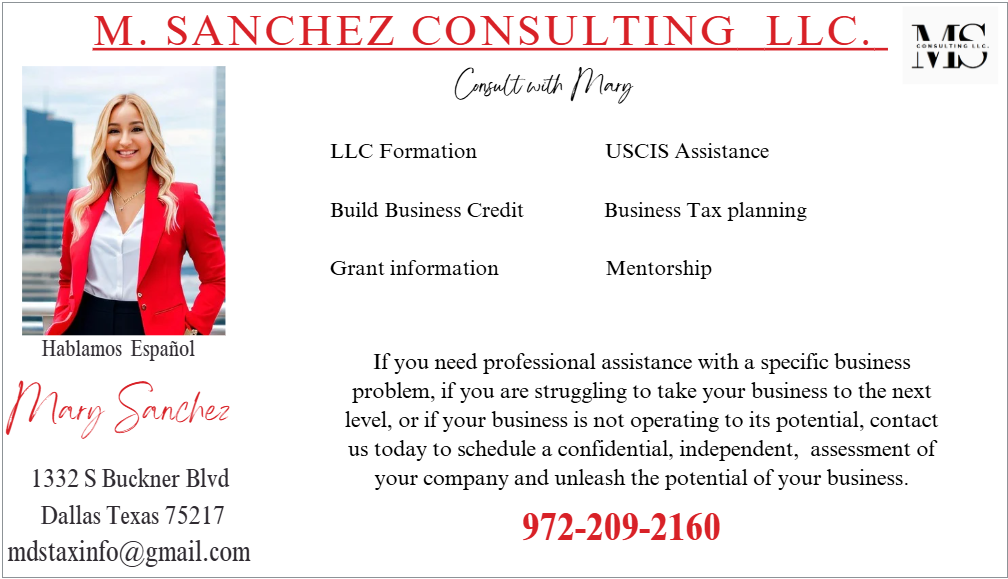 M. SANCHEZ CONSULTING LLC.
MS
CONSULTING LLC.
Consult with Mary
LLC Formation
USCIS Assistance
Build Business Credit
Business Tax planning
Grant information
Mentorship
Hablamos Español
Mary Sanchez
1332 S Buckner Blvd
Dallas Texas 75217
mdstaxinfo@gmail.com
If you need professional assistance with a specific business
problem, if you are struggling to take your business to the next
level, or if your business is not operating to its potential, contact
us today to schedule a confidential, independent, assessment of
your company and unleash the potential of your business.
972-209-2160